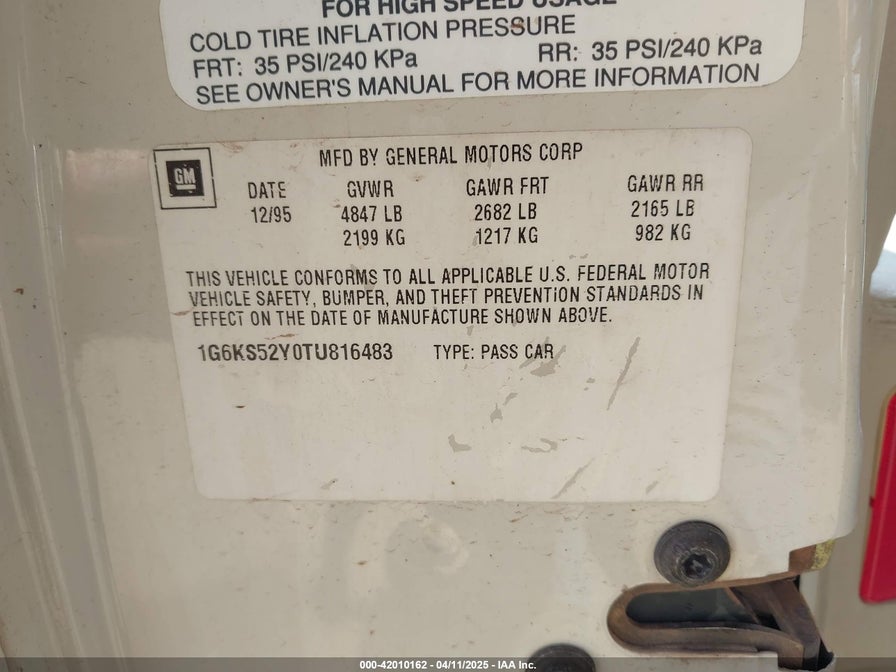 FOR HIGH SPEED USAGE
COLD TIRE INFLATION PRESSURE
FRT: 35 PSI/240 KPa RR: 35 PSI/240 KPa
SEE OWNER'S MANUAL FOR MORE INFORMATION
GM
MFD BY GENERAL MOTORS CORP
DATE GVWR GAWR FRT GAWR RR
12/95 4847 LB 2682 LB 2165 LB
2199 KG 1217 KG 982 KG
THIS VEHICLE CONFORMS TO ALL APPLICABLE U.S. FEDERAL MOTOR
VEHICLE SAFETY, BUMPER, AND THEFT PREVENTION STANDARDS IN
EFFECT ON THE DATE OF MANUFACTURE SHOWN ABOVE.
1G6KS52Y0TU816483 TYPE: PASS CAR
000-42010162 - 04/11/2025 - IAA Inc.